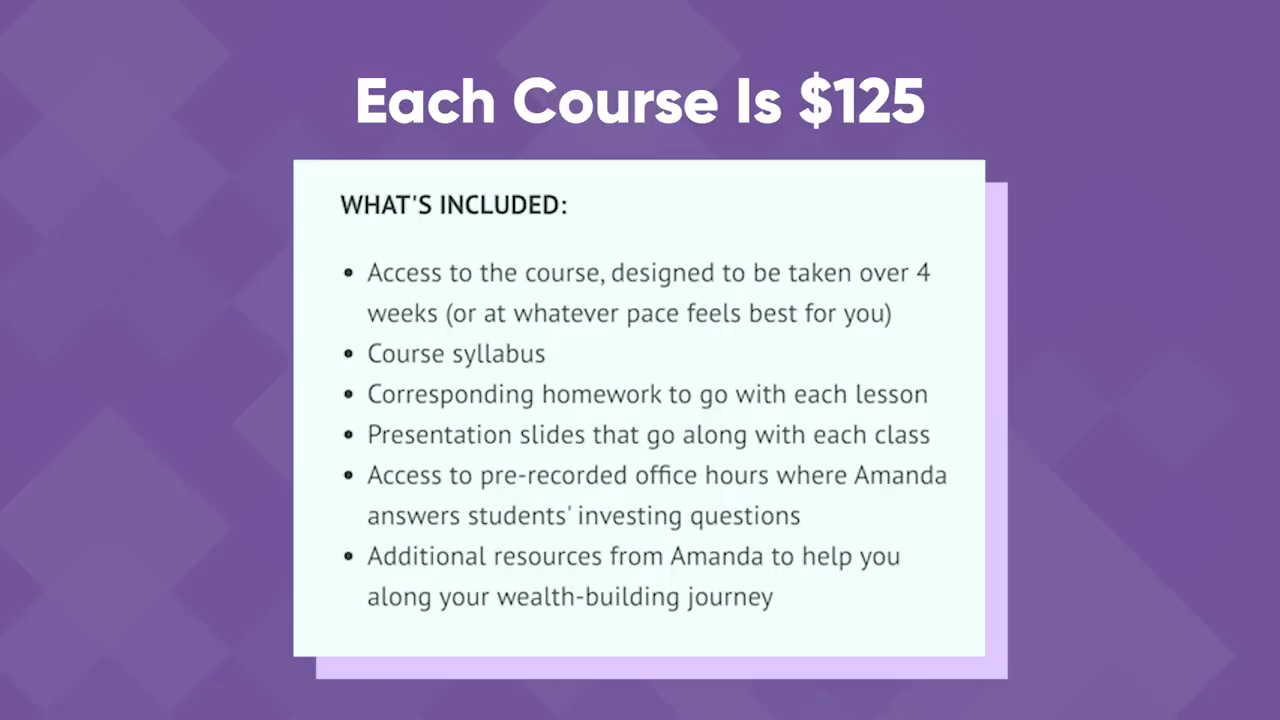 Each Course Is $125
WHAT'S INCLUDED:
• Access to the course, designed to be taken over 4
weeks (or at whatever pace feels best for you)
• Course syllabus
• Corresponding homework to go with each lesson
• Presentation slides that go along with each class
• Access to pre-recorded office hours where Amanda
answers students' investing questions
• Additional resources from Amanda to help you
along your wealth-building journey